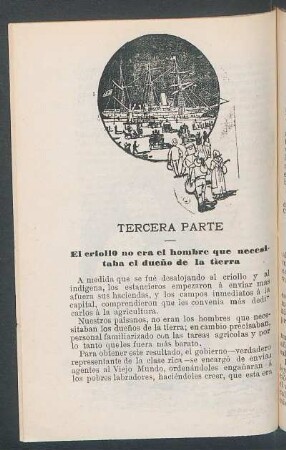 TERCERA PARTE
El criollo no era el hombre que necesi-
taba el dueño de la tierra
A medida que se fué desalojando al criollo y al
indígena, los estancieros empezaron á enviar mas
afuera sus haciendas, y los campos inmediatos á la
capital, comprendieron que les convenia más dedi-
carlos á la agricultura.
Nuestros paisanos, no eran los hombres que nece-
sitaban los dueños de la tierra; en cambio precisaban,
personal familiarizado con las tareas agrícolas y por
lo tanto queles fuera más barato.
Para obtener este resultado, el gobierno—verdadero
representante de la clase rica—se encargó de enviar
agentes al Viejo Mundo, ordenándoles engañaran á
los pobres labradores, haciéndoles creer, que esta era